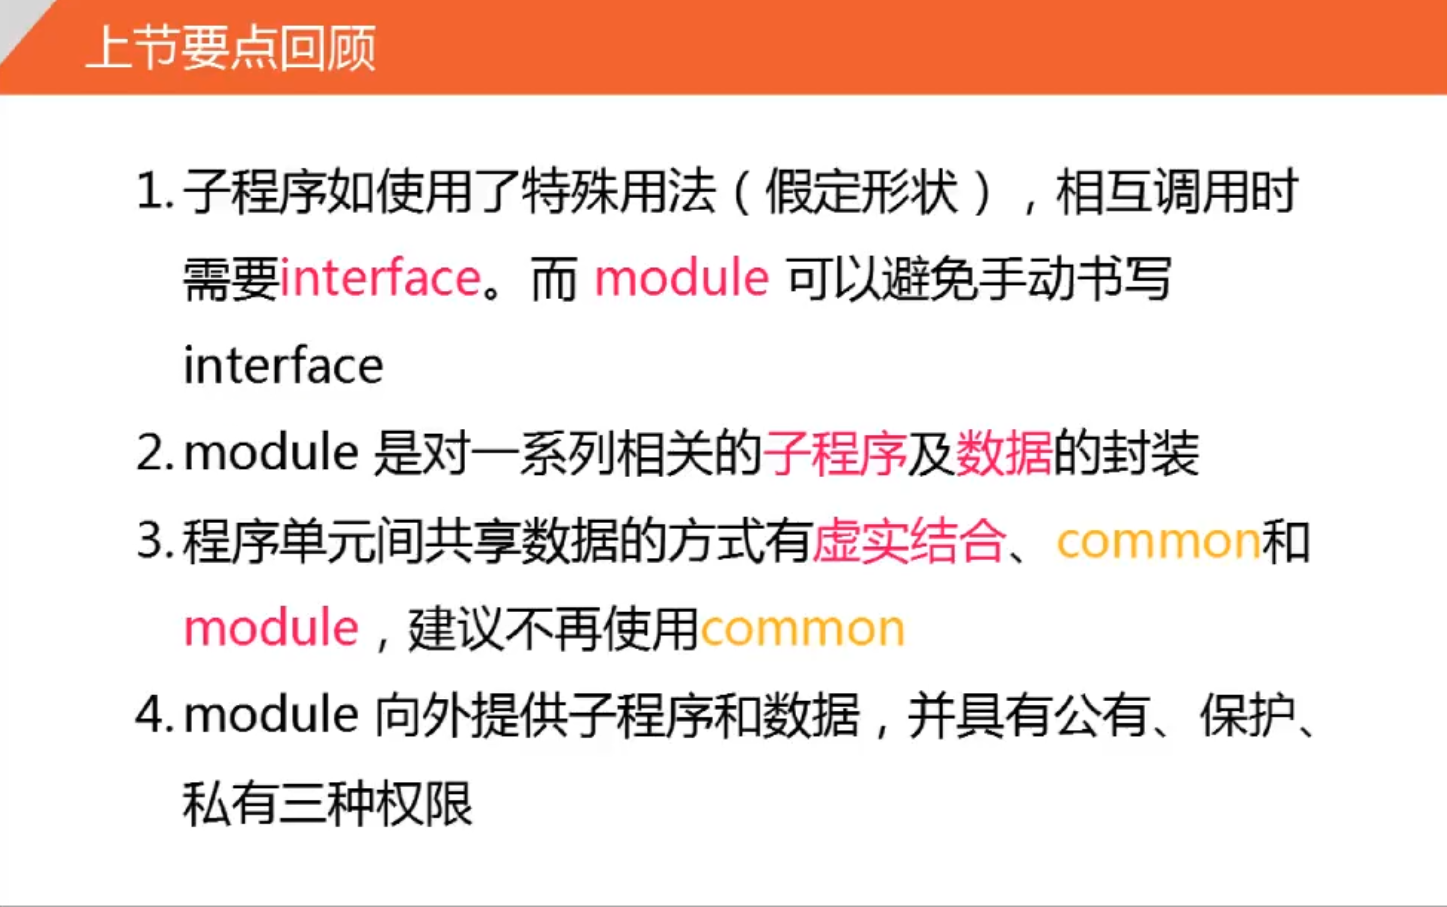 上节要点回顾
1. 子程序如使用了特殊用法（假定形状），相互调用时
需要interface。而 module 可以避免手动书写
interface
2. module 是对一系列相关的子程序及数据的封装
3. 程序单元间共享数据的方式有虚实结合、common和
module，建议不再使用common
4. module 向外提供子程序和数据，并具有公有、保护、
私有三种权限